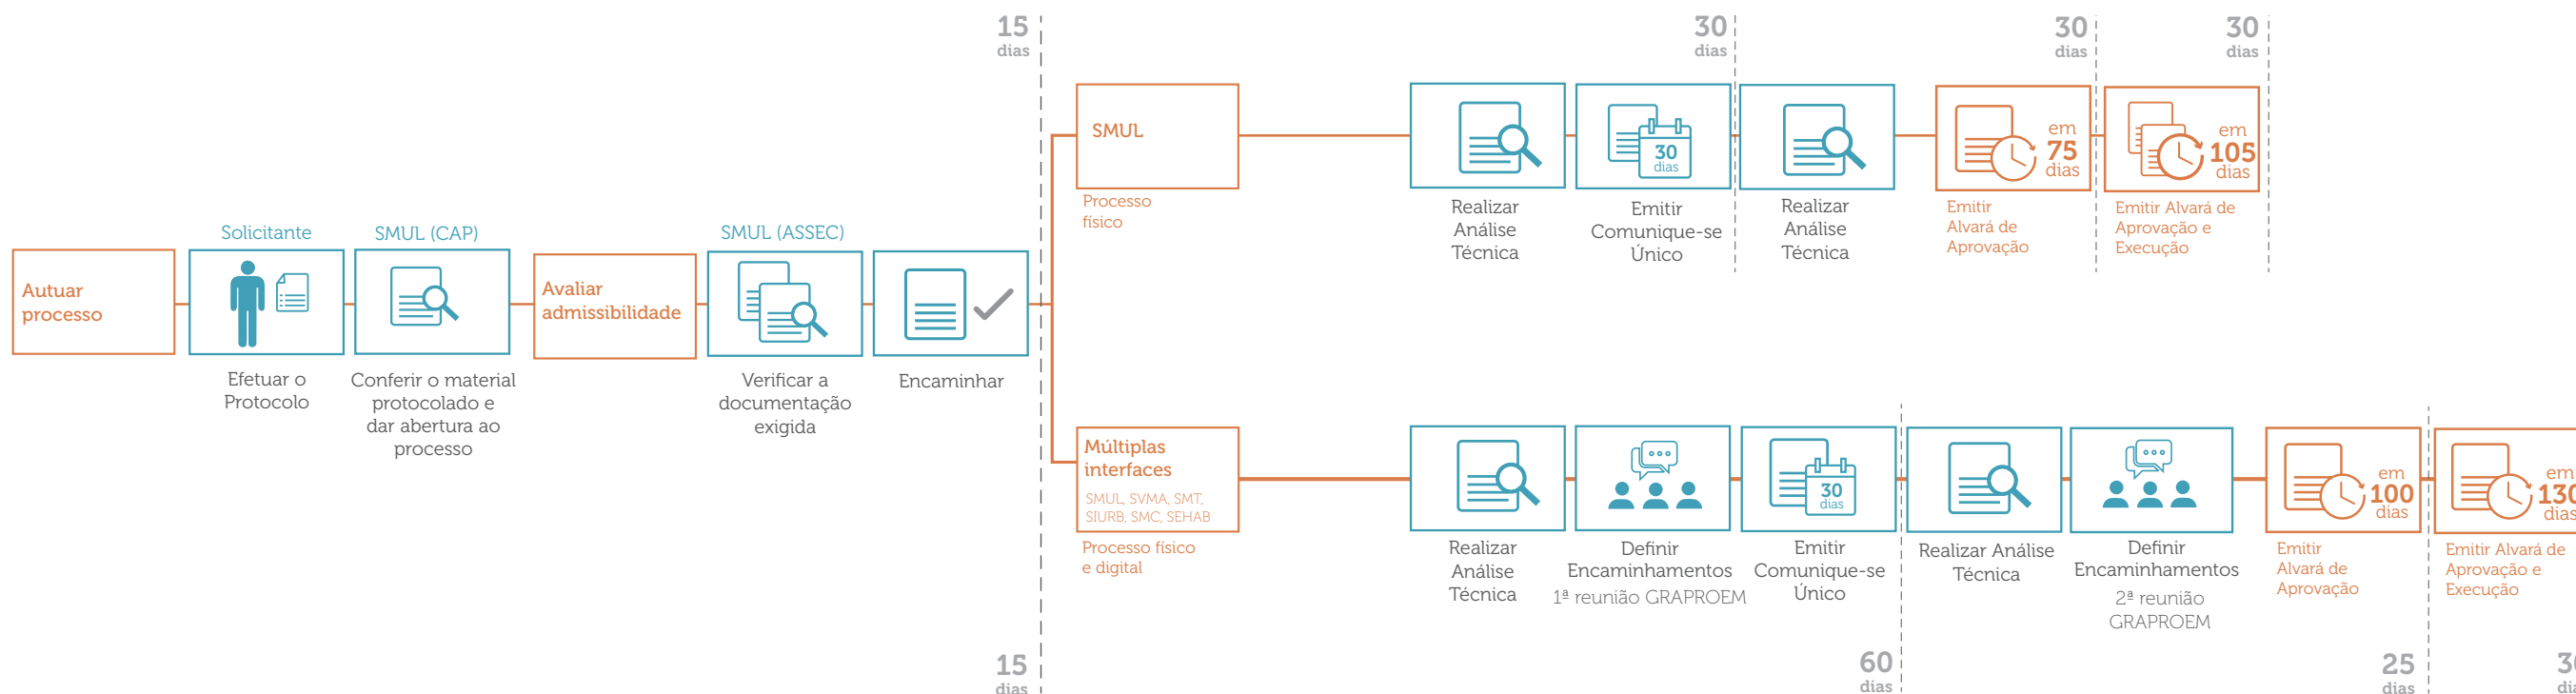 15
dias
30
dias
30
dias
30
dias
SMUL
Processo
físico
30
dias
em
75
dias
em
105
dias
Realizar
Análise
Técnica
Emitir
Comunique-se
Único
Realizar
Análise
Técnica
Emitir
Alvará de
Aprovação
Emitir Alvará de
Aprovação e
Execução
Autuar
processo
Solicitante
Efetuar o
Protocolo
SMUL (CAP)
Conferir o material
protocolado e
dar abertura ao
processo
Avaliar
admissibilidade
SMUL (ASSEC)
Verificar a
documentação
exigida
Encaminhar
Múltiplas
interfaces
SMUL, SVMA, SMT,
SIURB, SMC, SEHAB
Processo físico
e digital
Realizar
Análise
Técnica
Definir
Encaminhamentos
1ª reunião GRAPROEM
30
dias
Emitir
Comunique-se
Único
Realizar Análise
Técnica
Definir
Encaminhamentos
2ª reunião
GRAPROEM
em
100
dias
Emitir
Alvará de
Aprovação
em
130
dias
Emitir Alvará de
Aprovação e
Execução
15
dias
60
dias
25
dias